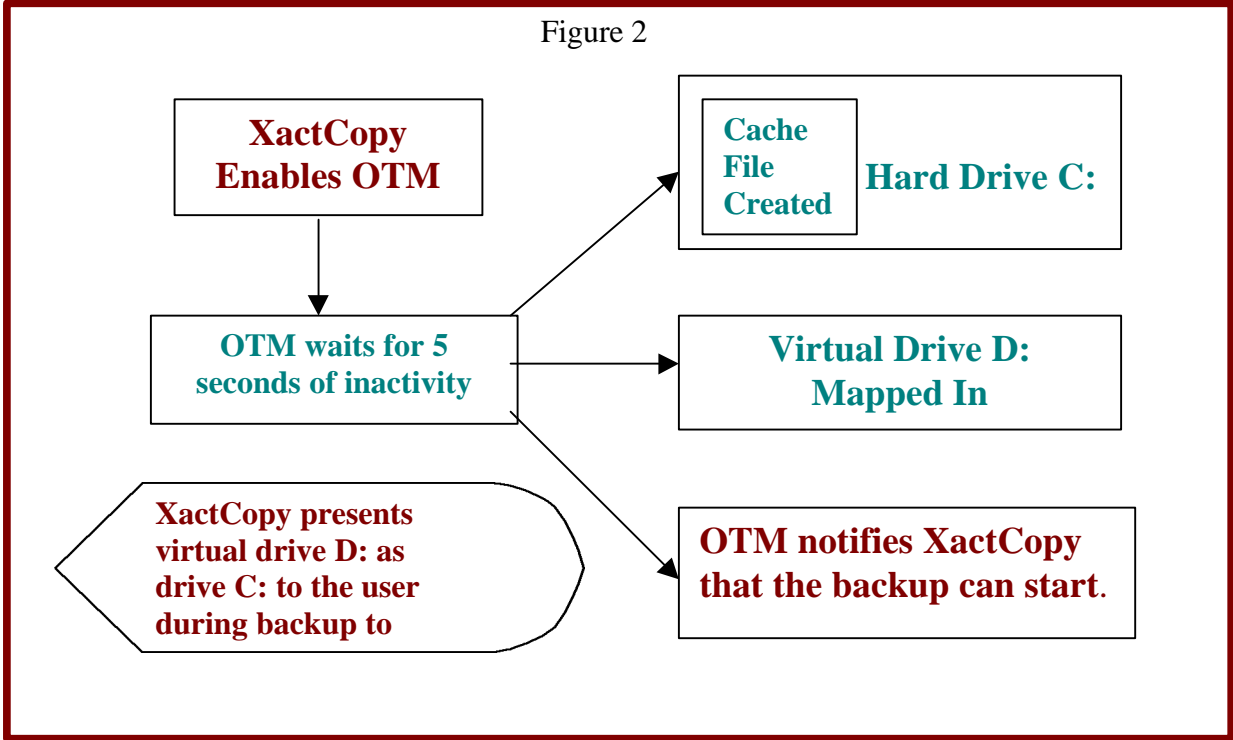 Figure 2
XactCopy
Enables OTM
Cache
File
Created
Hard Drive C:
OTM waits for 5
seconds of inactivity
Virtual Drive D:
Mapped In
XactCopy presents
virtual drive D: as
drive C: to the user
during backup to
OTM notifies XactCopy
that the backup can start.